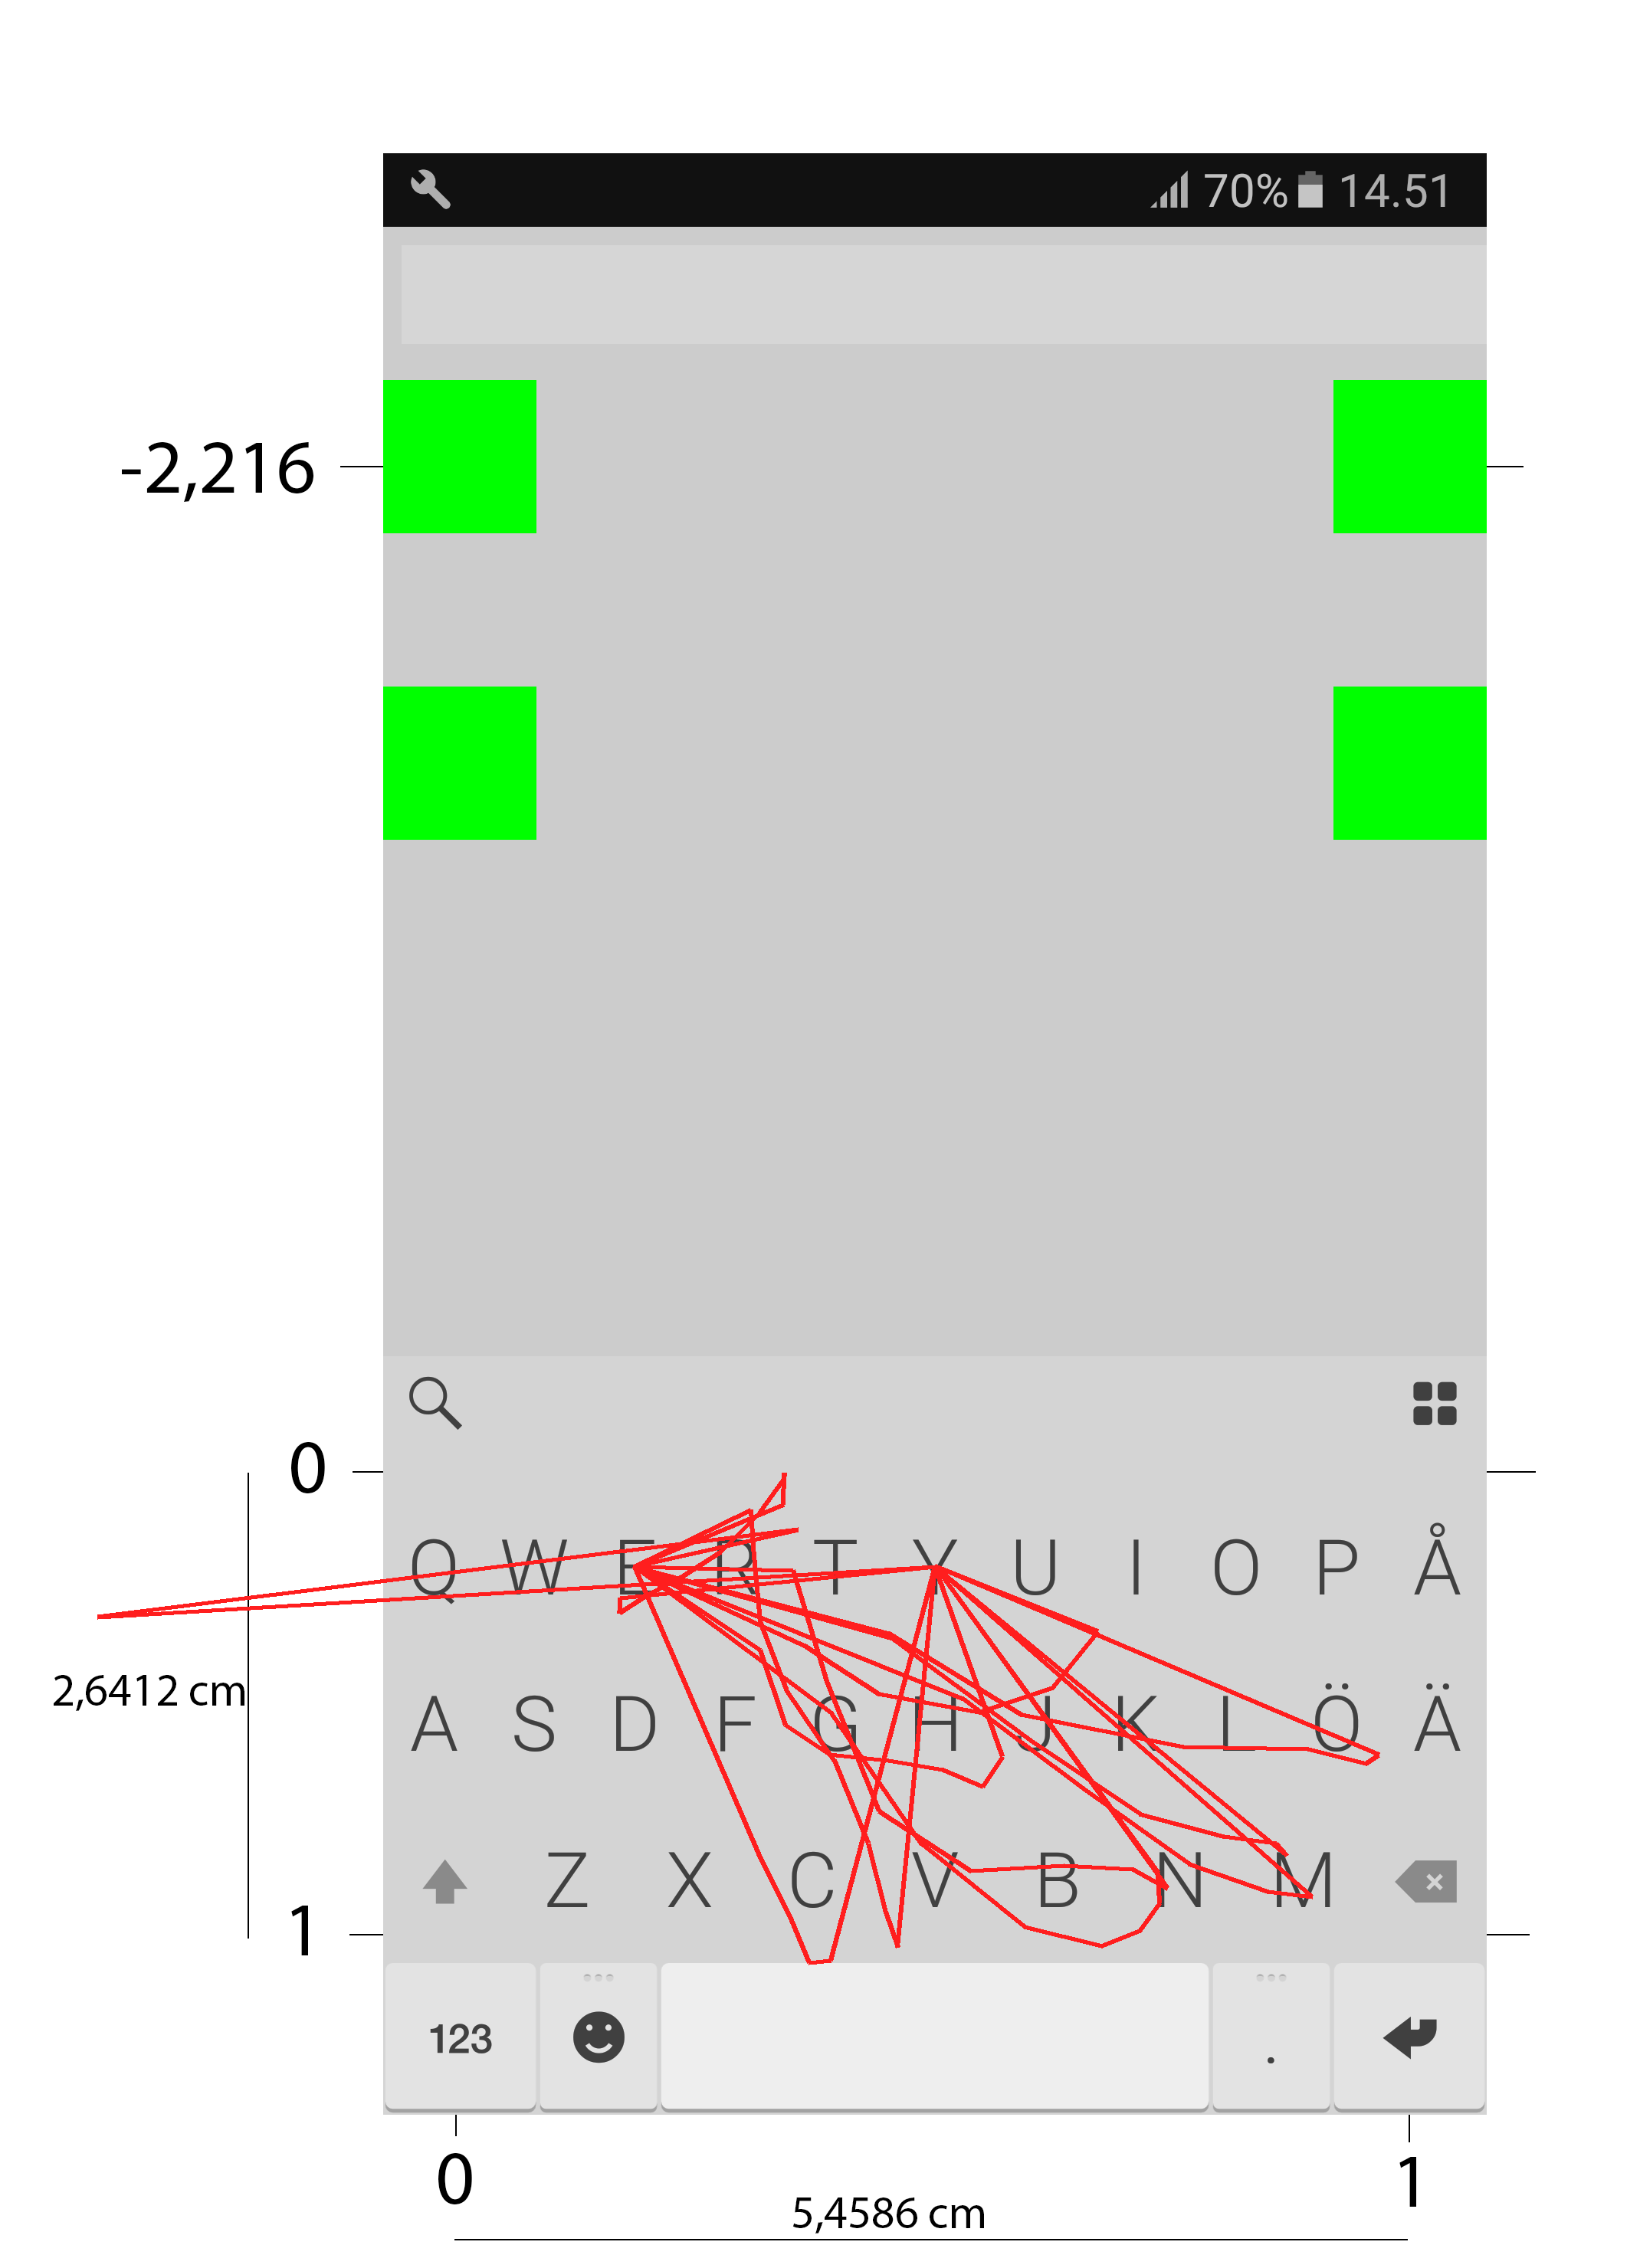 70% 14.51
-2,216
0
Q W E R T Y U I O P Å
2,6412 cm
A S D F G H J K L Ö Ä
Z X C V B N M
1
123 .
0 1
5,4586 cm